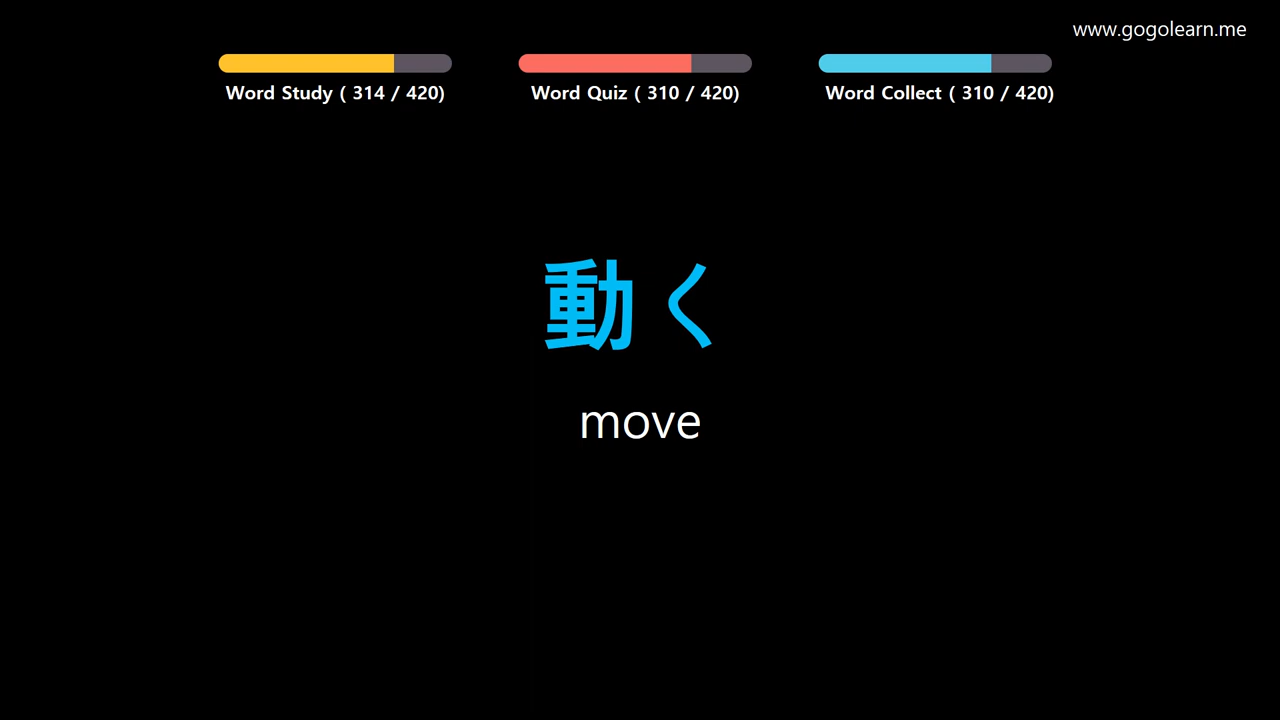 www.gogolearn.me
Word Study ( 314 / 420)
Word Quiz ( 310 / 420)
Word Collect ( 310 / 420)
動く
move